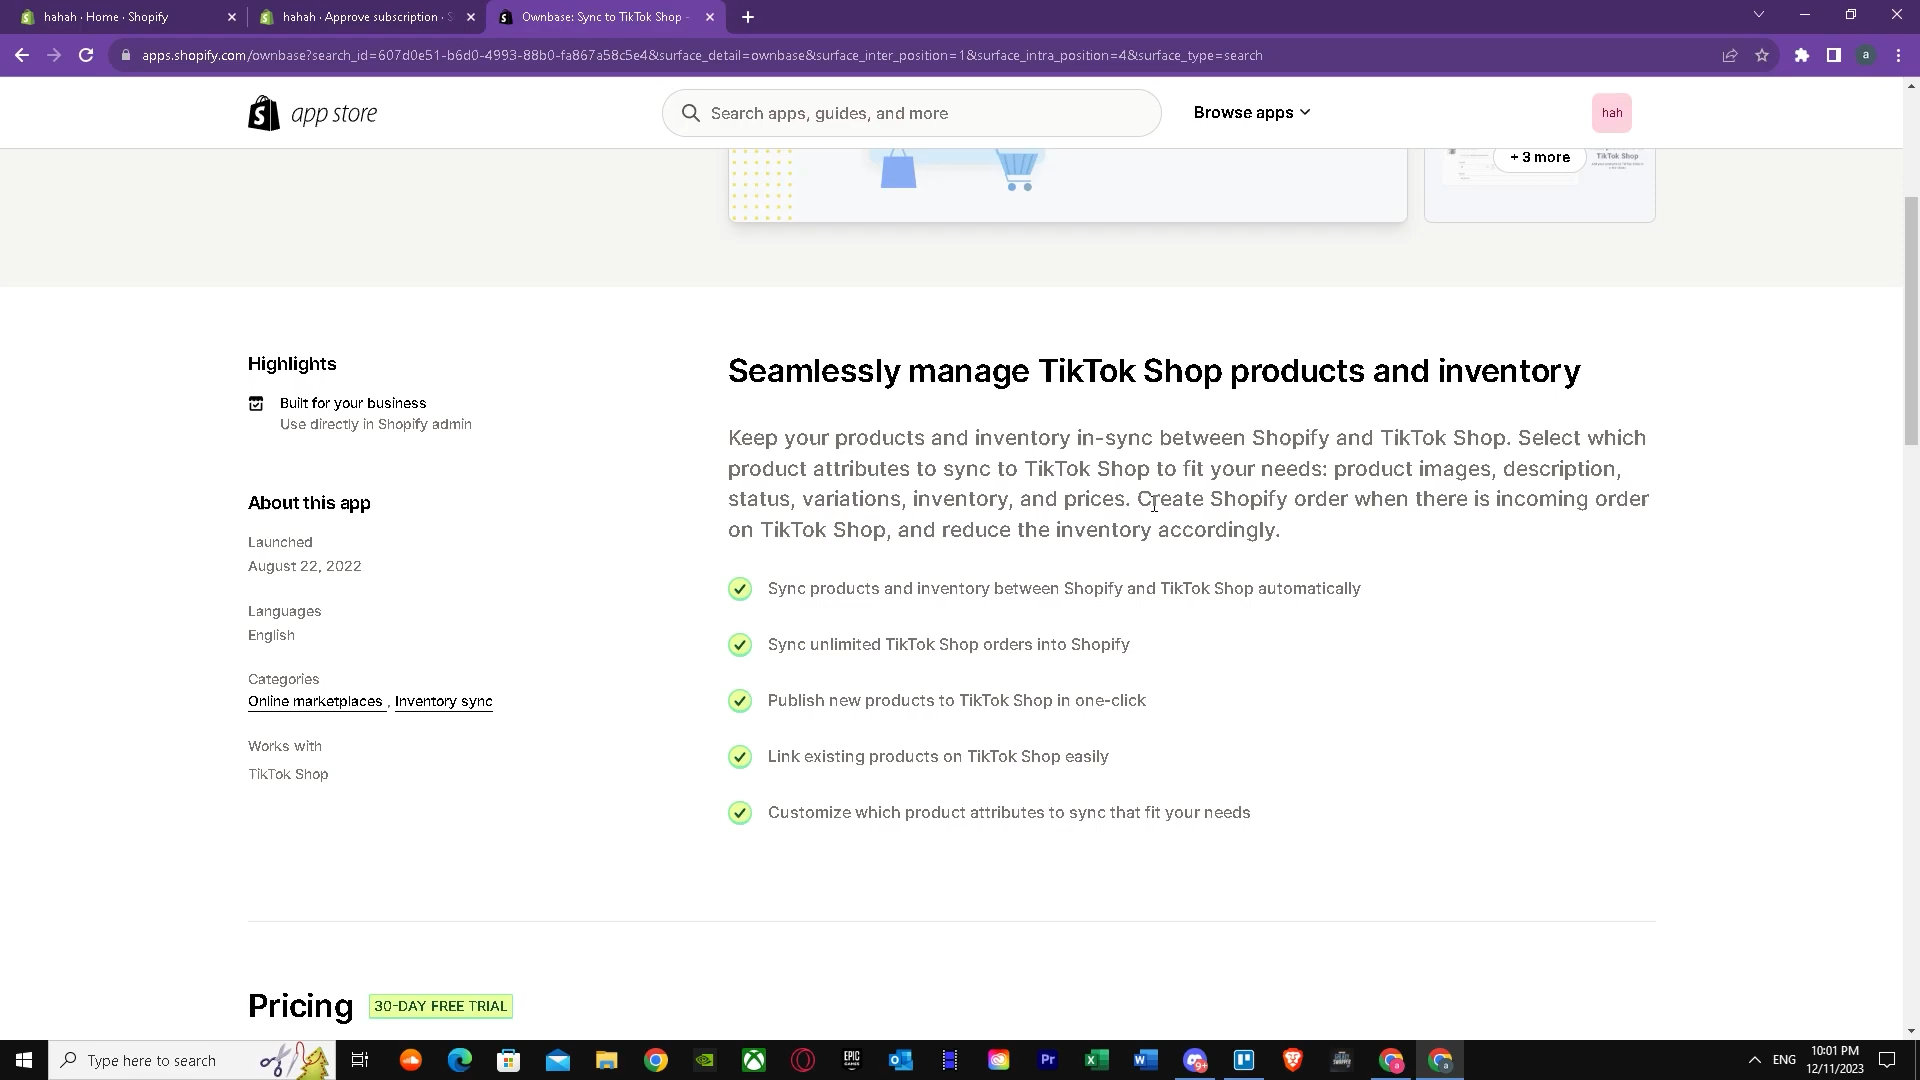 hahah · Home · Shopify
hahah · Approve subscription · S
Ownbase: Sync to TikTok Shop -
apps.shopify.com/ownbase?search_id=607d0e51-b6d0-4993-88b0-fa867a58c5e4&surface_detail=ownbase&surface_inter_position=1&surface_intra_position=4&surface_type=search
a
app store
Search apps, guides, and more
Browse apps
hah
+ 3 more
TikTok Shop
Highlights
Built for your business
Use directly in Shopify admin
About this app
Launched
August 22, 2022
Languages
English
Categories
Online marketplaces , Inventory sync
Works with
TikTok Shop
Seamlessly manage TikTok Shop products and inventory
Keep your products and inventory in-sync between Shopify and TikTok Shop. Select which
product attributes to sync to TikTok Shop to fit your needs: product images, description,
status, variations, inventory, and prices. Create Shopify order when there is incoming order
on TikTok Shop, and reduce the inventory accordingly.
Sync products and inventory between Shopify and TikTok Shop automatically
Sync unlimited TikTok Shop orders into Shopify
Publish new products to TikTok Shop in one-click
Link existing products on TikTok Shop easily
Customize which product attributes to sync that fit your needs
Pricing 30-DAY FREE TRIAL
Type here to search
EPIC
GAMES
Pr
9+
ENG
10:01 PM
12/11/2023